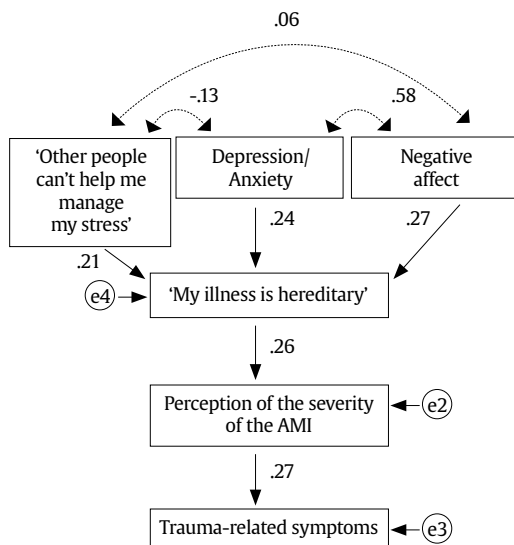 .06
-.13
.58
‘Other people
can’t help me
manage
my stress’
Depression/
Anxiety
Negative
affect
.21
.24
.27
e4
‘My illness is hereditary’
.26
Perception of the severity
of the AMI
e2
.27
Trauma-related symptoms
e3